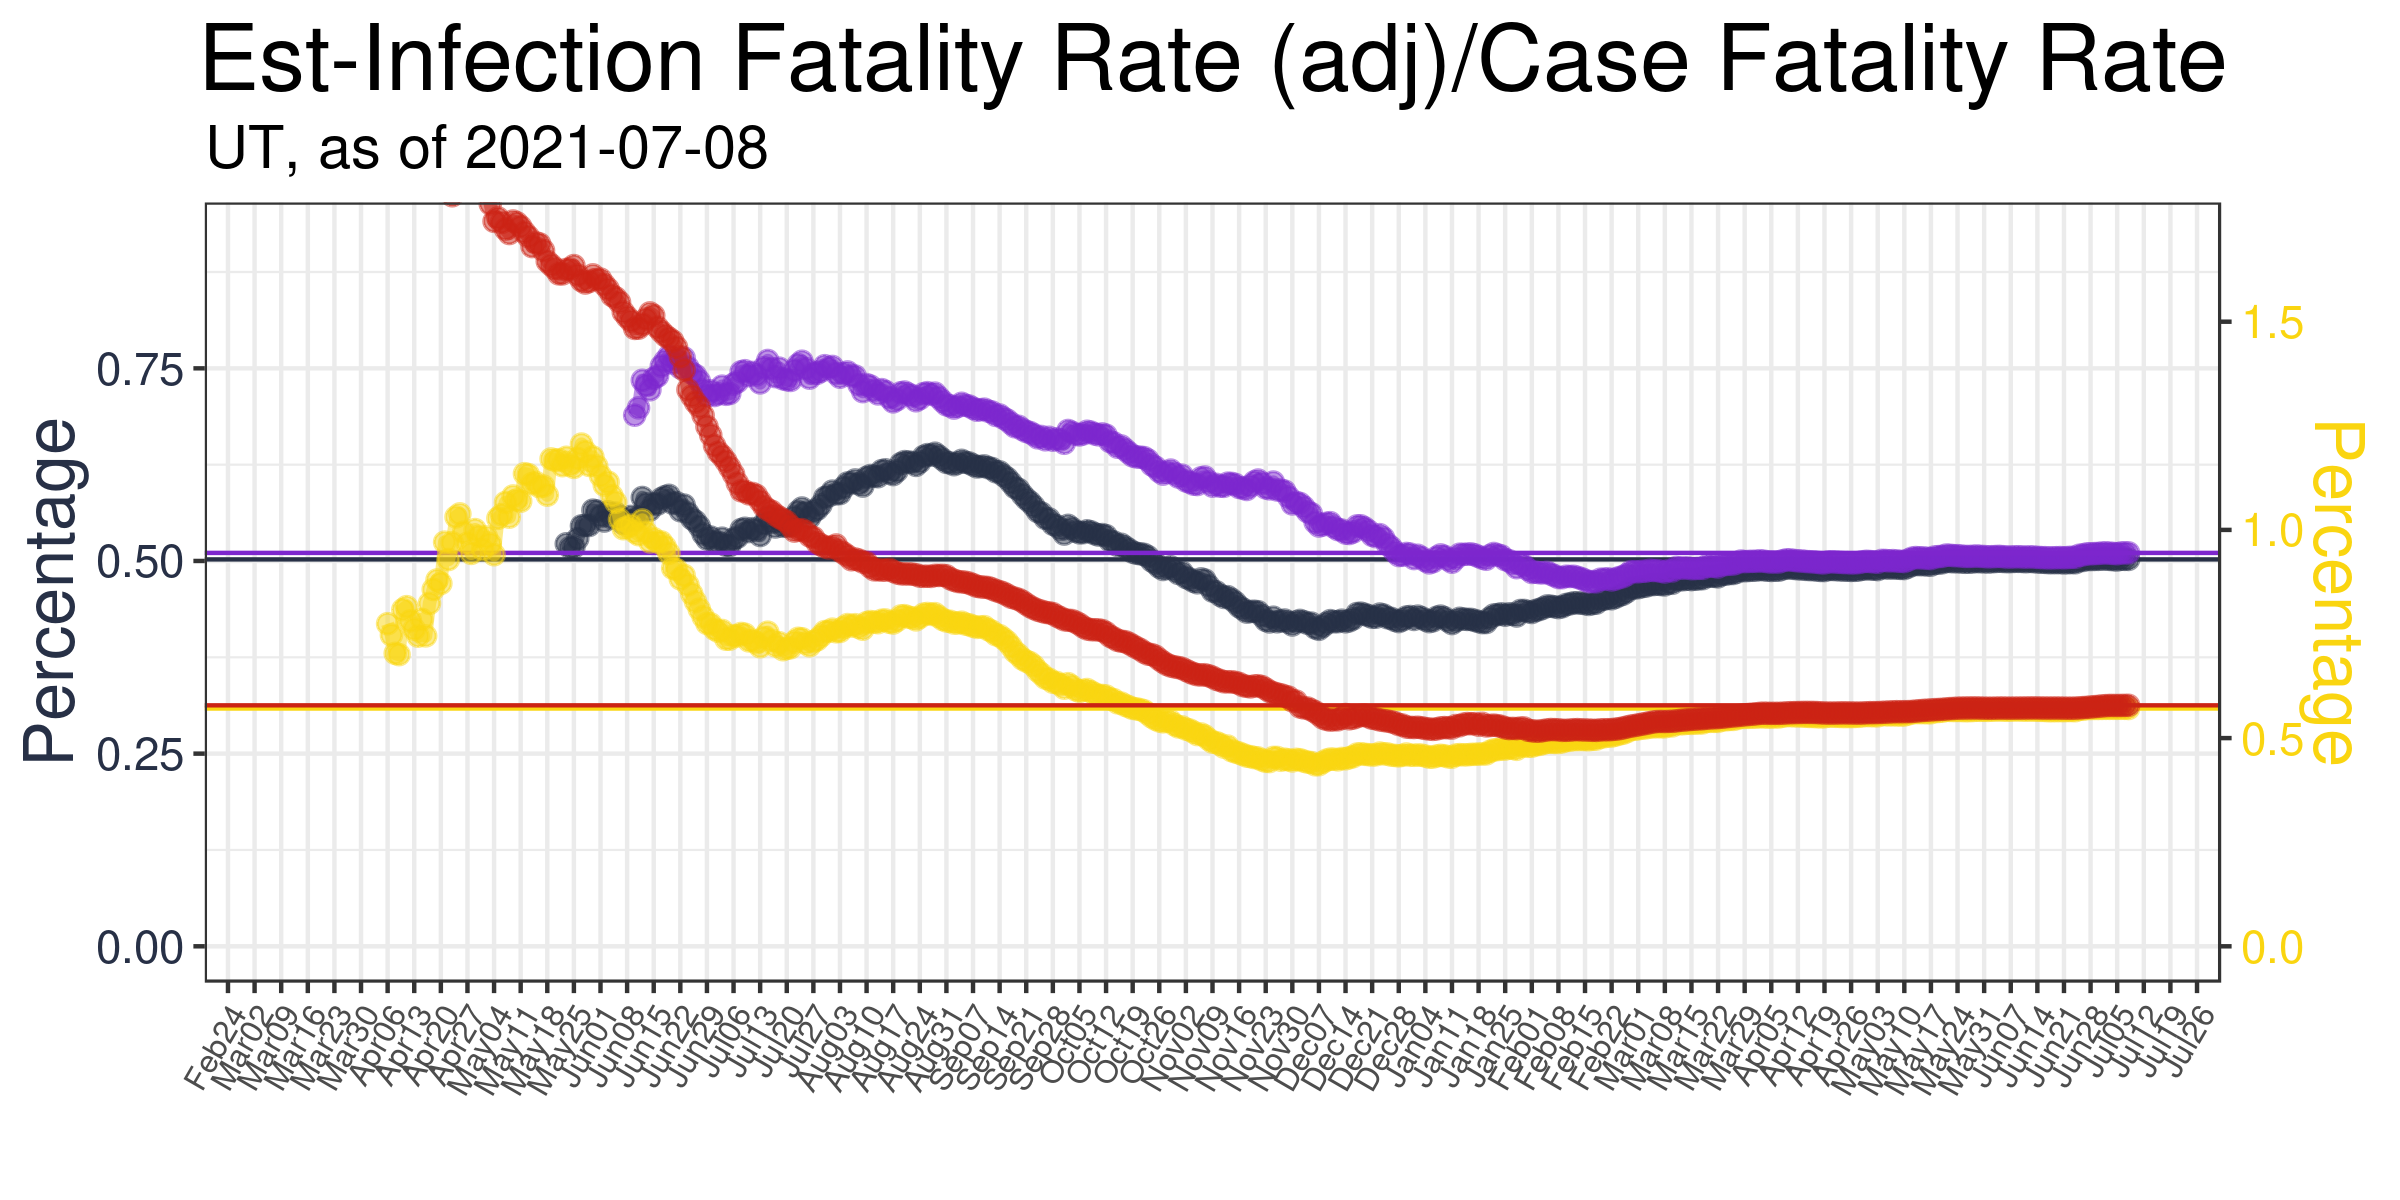 Est-Infection Fatality Rate (adj)/Case Fatality Rate
UT, as of 2021-07-08
Percentage
0.75
0.50
0.25
0.00
1.5
1.0
0.5
0.0
Percentage
Feb24
Mar02
Mar09
Mar16
Mar23
Mar30
Apr06
Apr13
Apr20
Apr27
May04
May11
May18
May25
Jun01
Jun08
Jun15
Jun22
Jun29
Jul06
Jul13
Jul20
Jul27
Aug03
Aug10
Aug17
Aug24
Aug31
Sep07
Sep14
Sep21
Sep28
Oct05
Oct12
Oct19
Oct26
Nov02
Nov09
Nov16
Nov23
Nov30
Dec07
Dec14
Dec21
Dec28
Jan04
Jan11
Jan18
Jan25
Feb01
Feb08
Feb15
Feb22
Mar01
Mar08
Mar15
Mar22
Mar29
Apr05
Apr12
Apr19
Apr26
May03
May10
May17
May24
May31
Jun07
Jun14
Jun21
Jun28
Jul05
Jul12
Jul19
Jul26